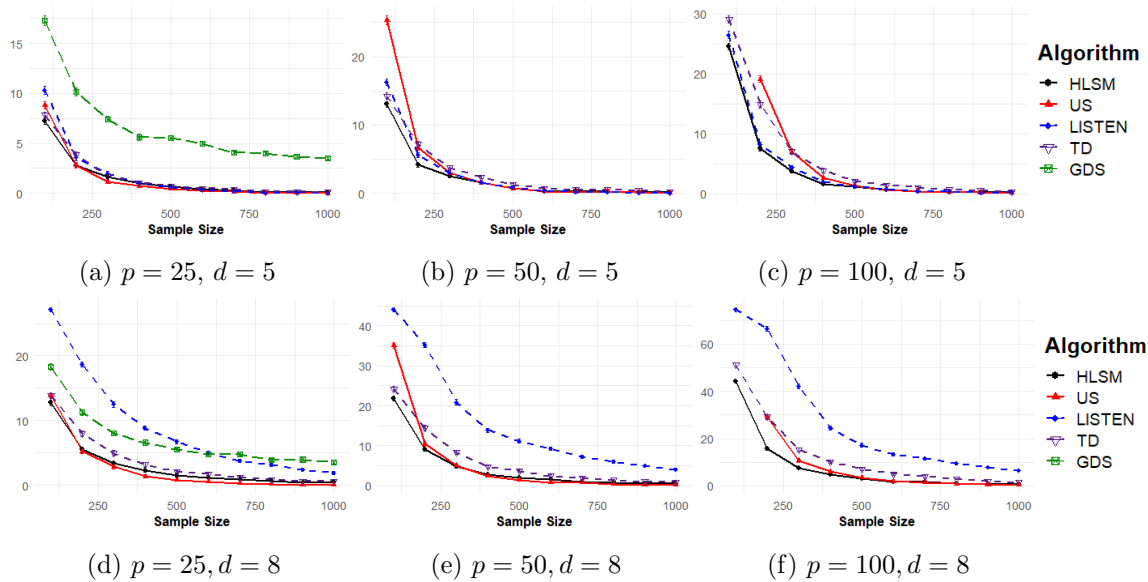 15
10
5
0
250
500
750
1000
Sample Size
(a) p = 25, d = 5
20
10
0
250
500
750
1000
Sample Size
(b) p = 50, d = 5
30
20
10
0
250
500
750
1000
Sample Size
(c) p = 100, d = 5
Algorithm
HLSM
US
LISTEN
TD
GDS
20
10
0
250
500
750
1000
Sample Size
(d) p = 25, d = 8
40
30
20
10
0
250
500
750
1000
Sample Size
(e) p = 50, d = 8
60
40
20
0
250
500
750
1000
Sample Size
(f) p = 100, d = 8
Algorithm
HLSM
US
LISTEN
TD
GDS